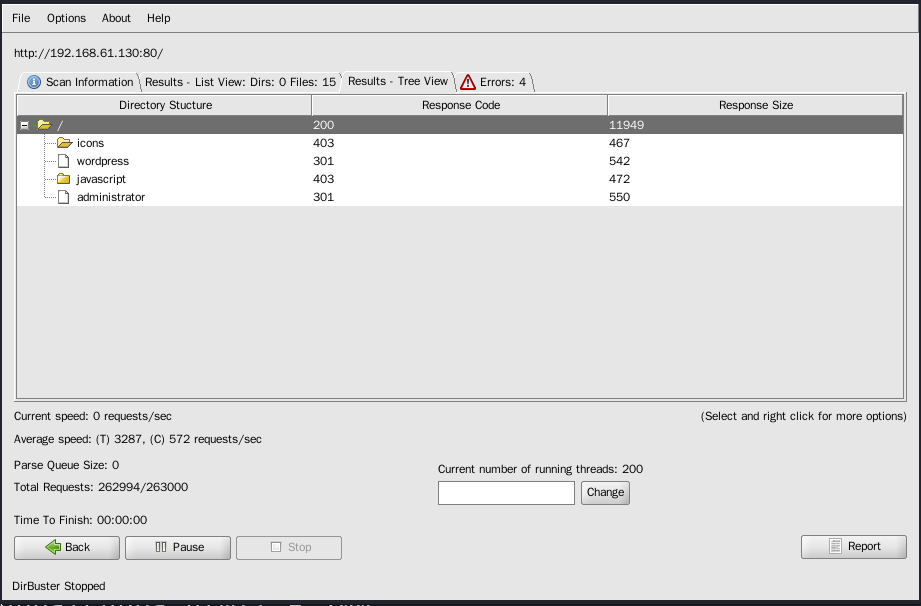 File Options About Help
http://192.168.61.130:80/
Scan Information Results - List View: Dirs: 0 Files: 15 Results - Tree View Errors: 4
Directory Stucture Response Code Response Size
/ 200 11949
icons 403 467
wordpress 301 542
javascript 403 472
administrator 301 550
Current speed: 0 requests/sec (Select and right click for more options)
Average speed: (T) 3287, (C) 572 requests/sec
Parse Queue Size: 0
Current number of running threads: 200
Total Requests: 262994/263000
Change
Time To Finish: 00:00:00
Back Pause Stop Report
DirBuster Stopped